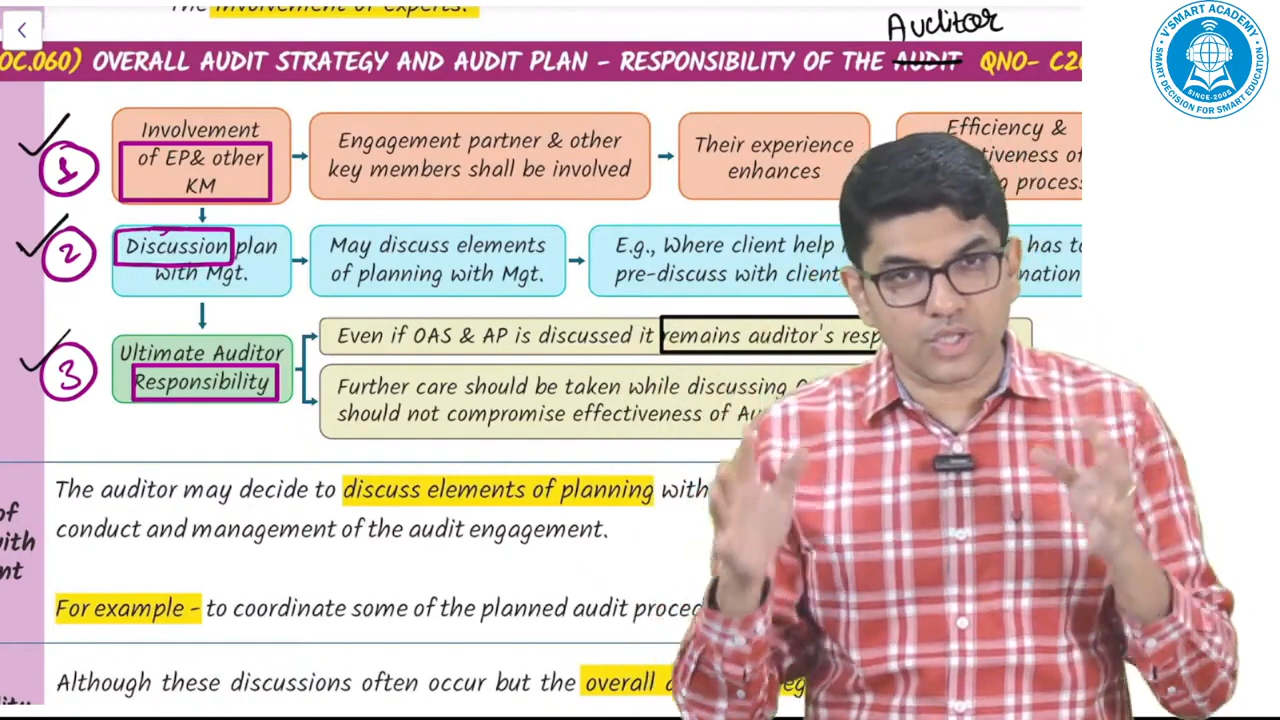 The involvement of experts.
Auditor
OC.060) OVERALL AUDIT STRATEGY AND AUDIT PLAN - RESPONSIBILITY OF THE AUDIT QNO- C2
1
Involvement
of EP& other
KM
Engagement partner & other
key members shall be involved
Their experience
enhances
Efficiency &
of
process
2
Discussion plan
with Mgt.
May discuss elements
of planning with Mgt.
E.g., Where client help has to
pre-discuss with client
3
Ultimate Auditor
Responsibility
Even if OAS & AP is discussed it remains auditor's
Further care should be taken while discussing
should not compromise effectiveness of
The auditor may decide to discuss elements of planning with
conduct and management of the audit engagement.
For example - to coordinate some of the planned audit
Although these discussions often occur but the overall
V'SMART ACADEMY
SMART DECISION FOR SMART EDUCATION
SINCE-2005